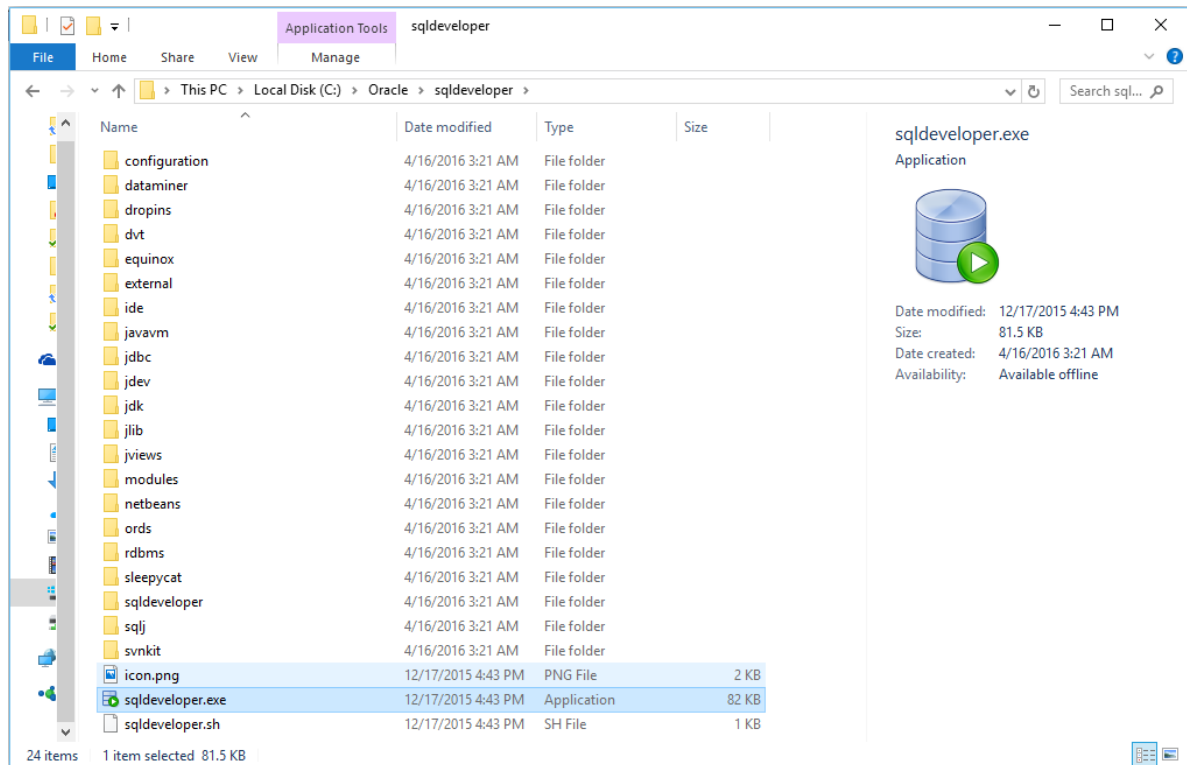 Application Tools sqldeveloper
File Home Share View Manage
This PC > Local Disk (C:) > Oracle > sqldeveloper >
Search sql...
Name Date modified Type Size
configuration 4/16/2016 3:21 AM File folder
dataminer 4/16/2016 3:21 AM File folder
dropins 4/16/2016 3:21 AM File folder
dvt 4/16/2016 3:21 AM File folder
equinox 4/16/2016 3:21 AM File folder
external 4/16/2016 3:21 AM File folder
ide 4/16/2016 3:21 AM File folder
javavm 4/16/2016 3:21 AM File folder
jdbc 4/16/2016 3:21 AM File folder
jdev 4/16/2016 3:21 AM File folder
jdk 4/16/2016 3:21 AM File folder
jlib 4/16/2016 3:21 AM File folder
jviews 4/16/2016 3:21 AM File folder
modules 4/16/2016 3:21 AM File folder
netbeans 4/16/2016 3:21 AM File folder
ords 4/16/2016 3:21 AM File folder
rdbms 4/16/2016 3:21 AM File folder
sleepycat 4/16/2016 3:21 AM File folder
sqldeveloper 4/16/2016 3:21 AM File folder
sqlj 4/16/2016 3:21 AM File folder
svnkit 4/16/2016 3:21 AM File folder
icon.png 12/17/2015 4:43 PM PNG File 2 KB
sqldeveloper.exe 12/17/2015 4:43 PM Application 82 KB
sqldeveloper.sh 12/17/2015 4:43 PM SH File 1 KB
sqldeveloper.exe
Application
Date modified: 12/17/2015 4:43 PM
Size: 81.5 KB
Date created: 4/16/2016 3:21 AM
Availability: Available offline
24 items 1 item selected 81.5 KB